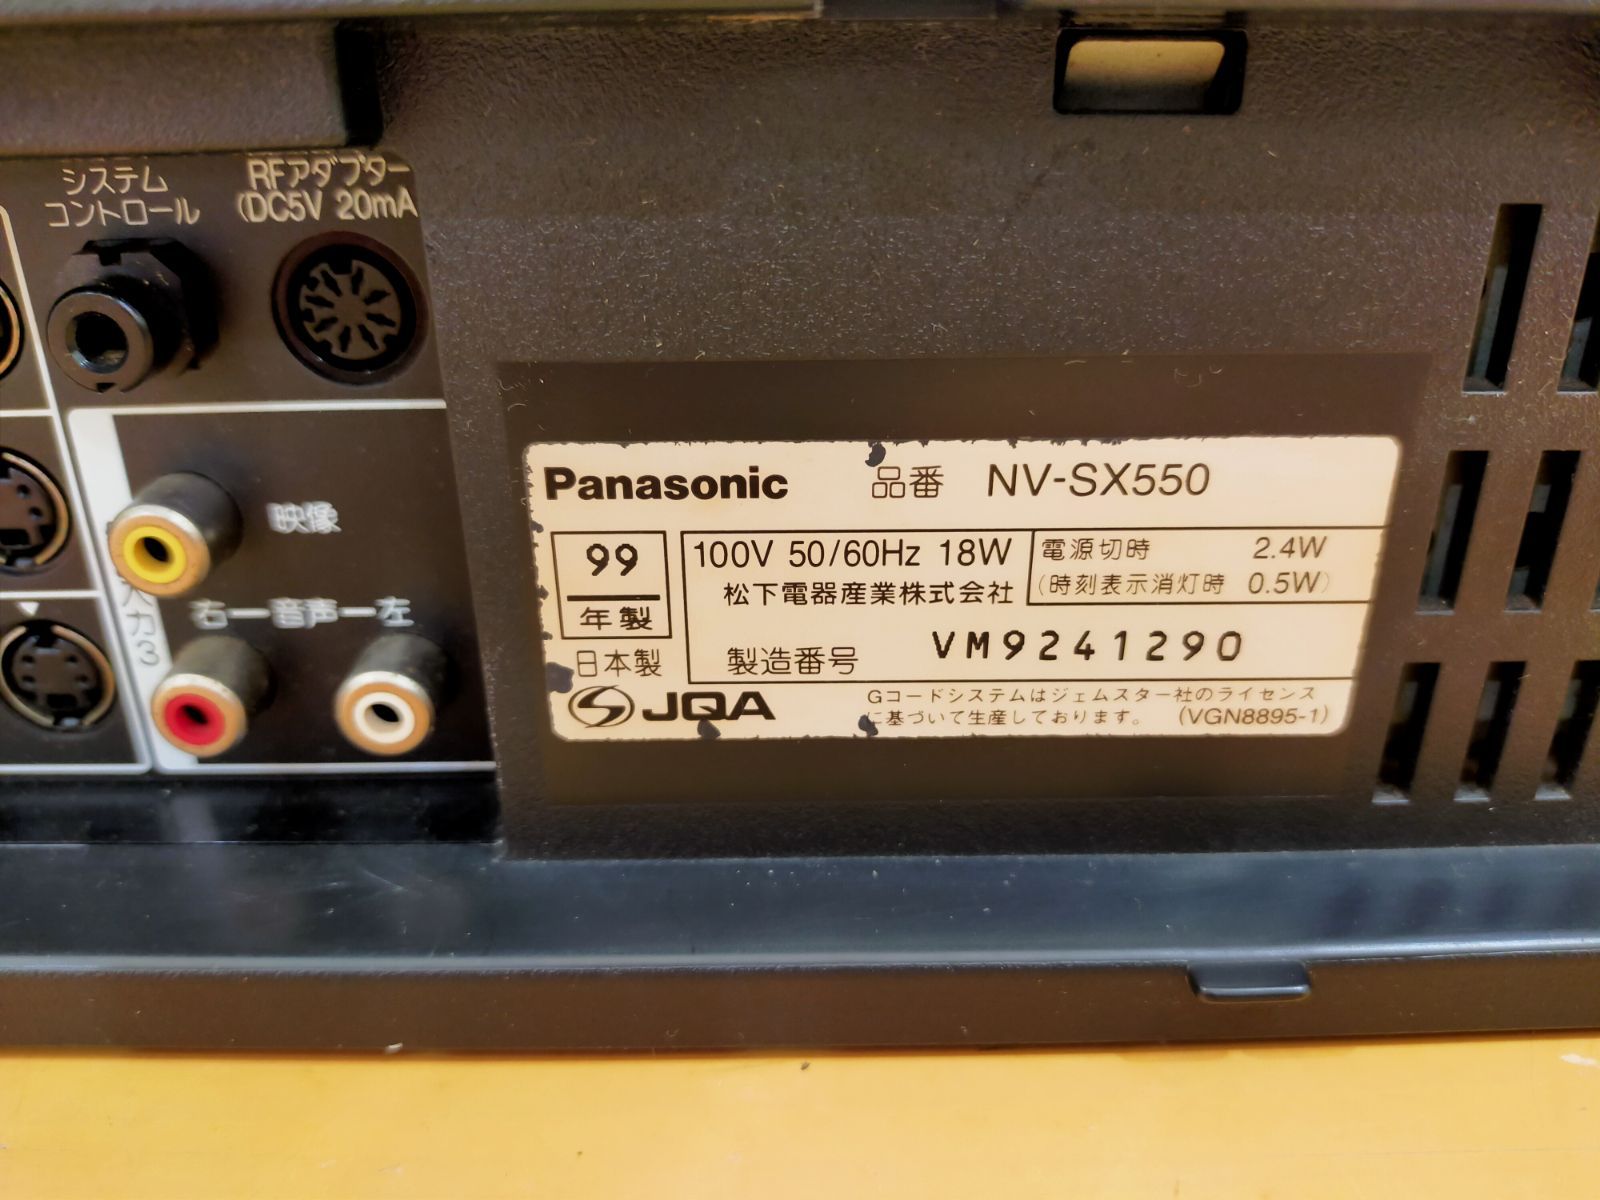 システム
コントロール
RFアダプター
(DC5V 20mA
映像
右ー音声ー左
入力3
Panasonic 品番 NV-SX550
99
年製
日本製
100V 50/60Hz 18W
松下電器産業株式会社
電源切時 2.4W
(時刻表示消灯時 0.5W)
製造番号 VM9241290
JQA
Gコードシステムはジェムスター社のライセンス
に基づいて生産しております。 (VGN8895-1)